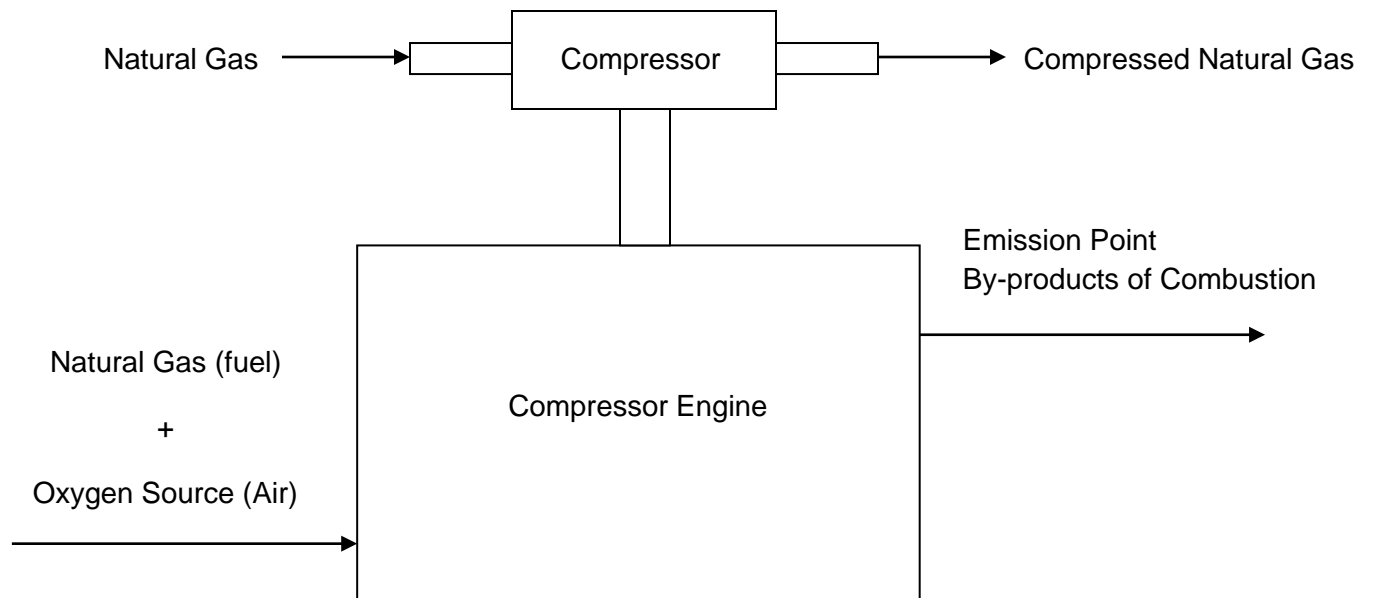 Natural Gas
Compressor
Compressed Natural Gas
Emission Point
By-products of Combustion
Natural Gas (fuel)
+
Oxygen Source (Air)
Compressor Engine